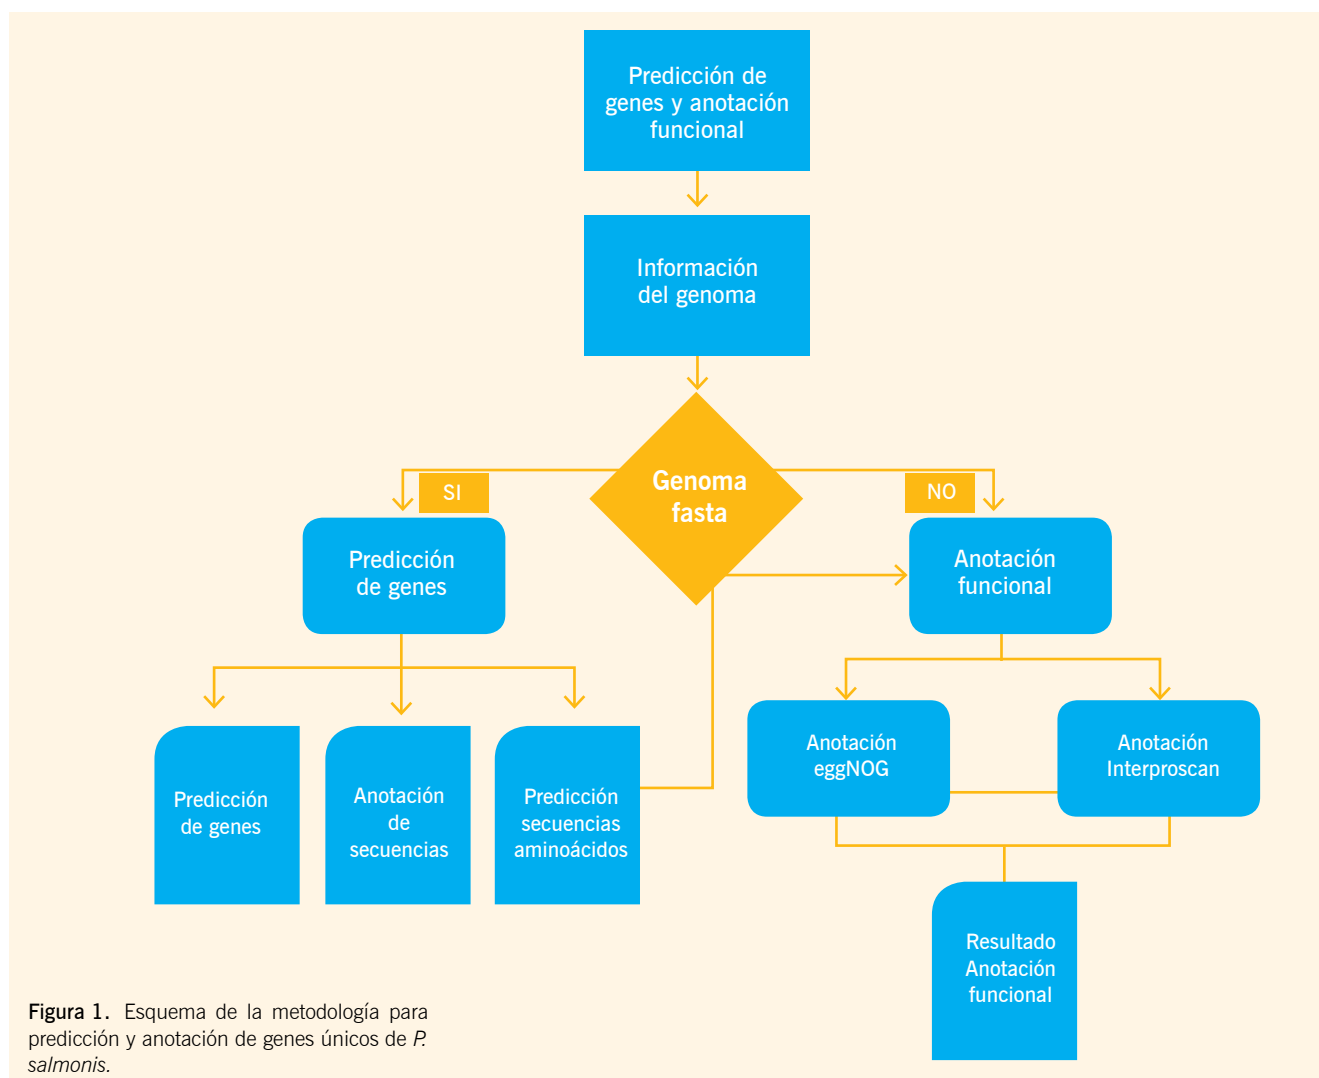 Predicción de
genes y anotación
funcional
Información
del genoma
Genoma
fasta
SI
NO
Predicción
de genes
Anotación
funcional
Predicción
de genes
Anotación
de
secuencias
Predicción
secuencias
aminoácidos
Anotación
eggNOG
Anotación
Interproscan
Resultado
Anotación
funcional
Figura 1. Esquema de la metodología para
predicción y anotación de genes únicos de P.
salmonis.